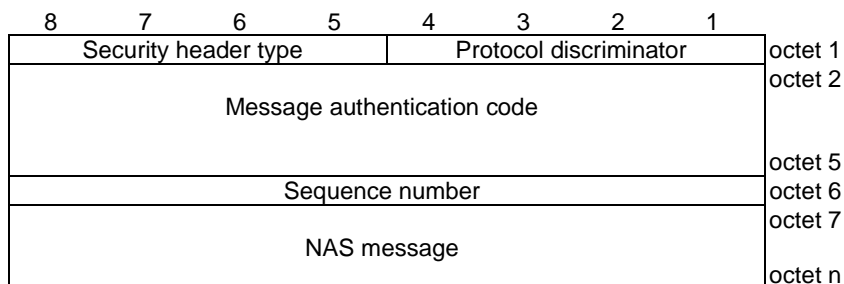 8 7 6 5 4 3 2 1
Security header type Protocol discriminator octet 1
octet 2
Message authentication code
octet 5
Sequence number octet 6
octet 7
NAS message
octet n